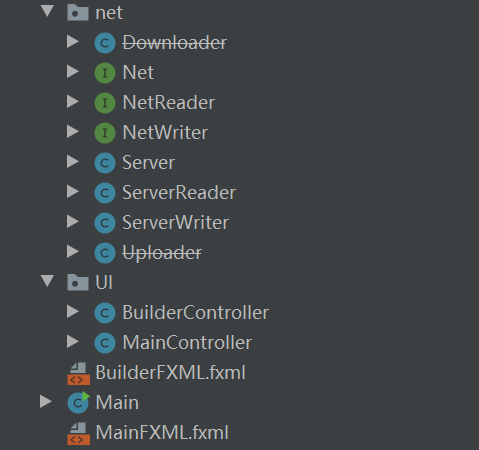 net
Downloader
Net
NetReader
NetWriter
Server
ServerReader
ServerWriter
Uploader
UI
BuilderController
MainController
BuilderFXML.fxml
Main
MainFXML.fxml